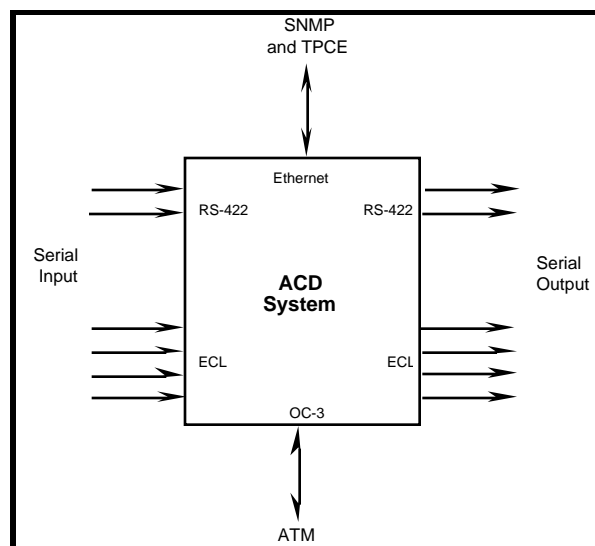 SNMP
and TPCE
Ethernet
RS-422
RS-422
Serial
Input
ACD
System
Serial
Output
ECL
ECL
OC-3
ATM